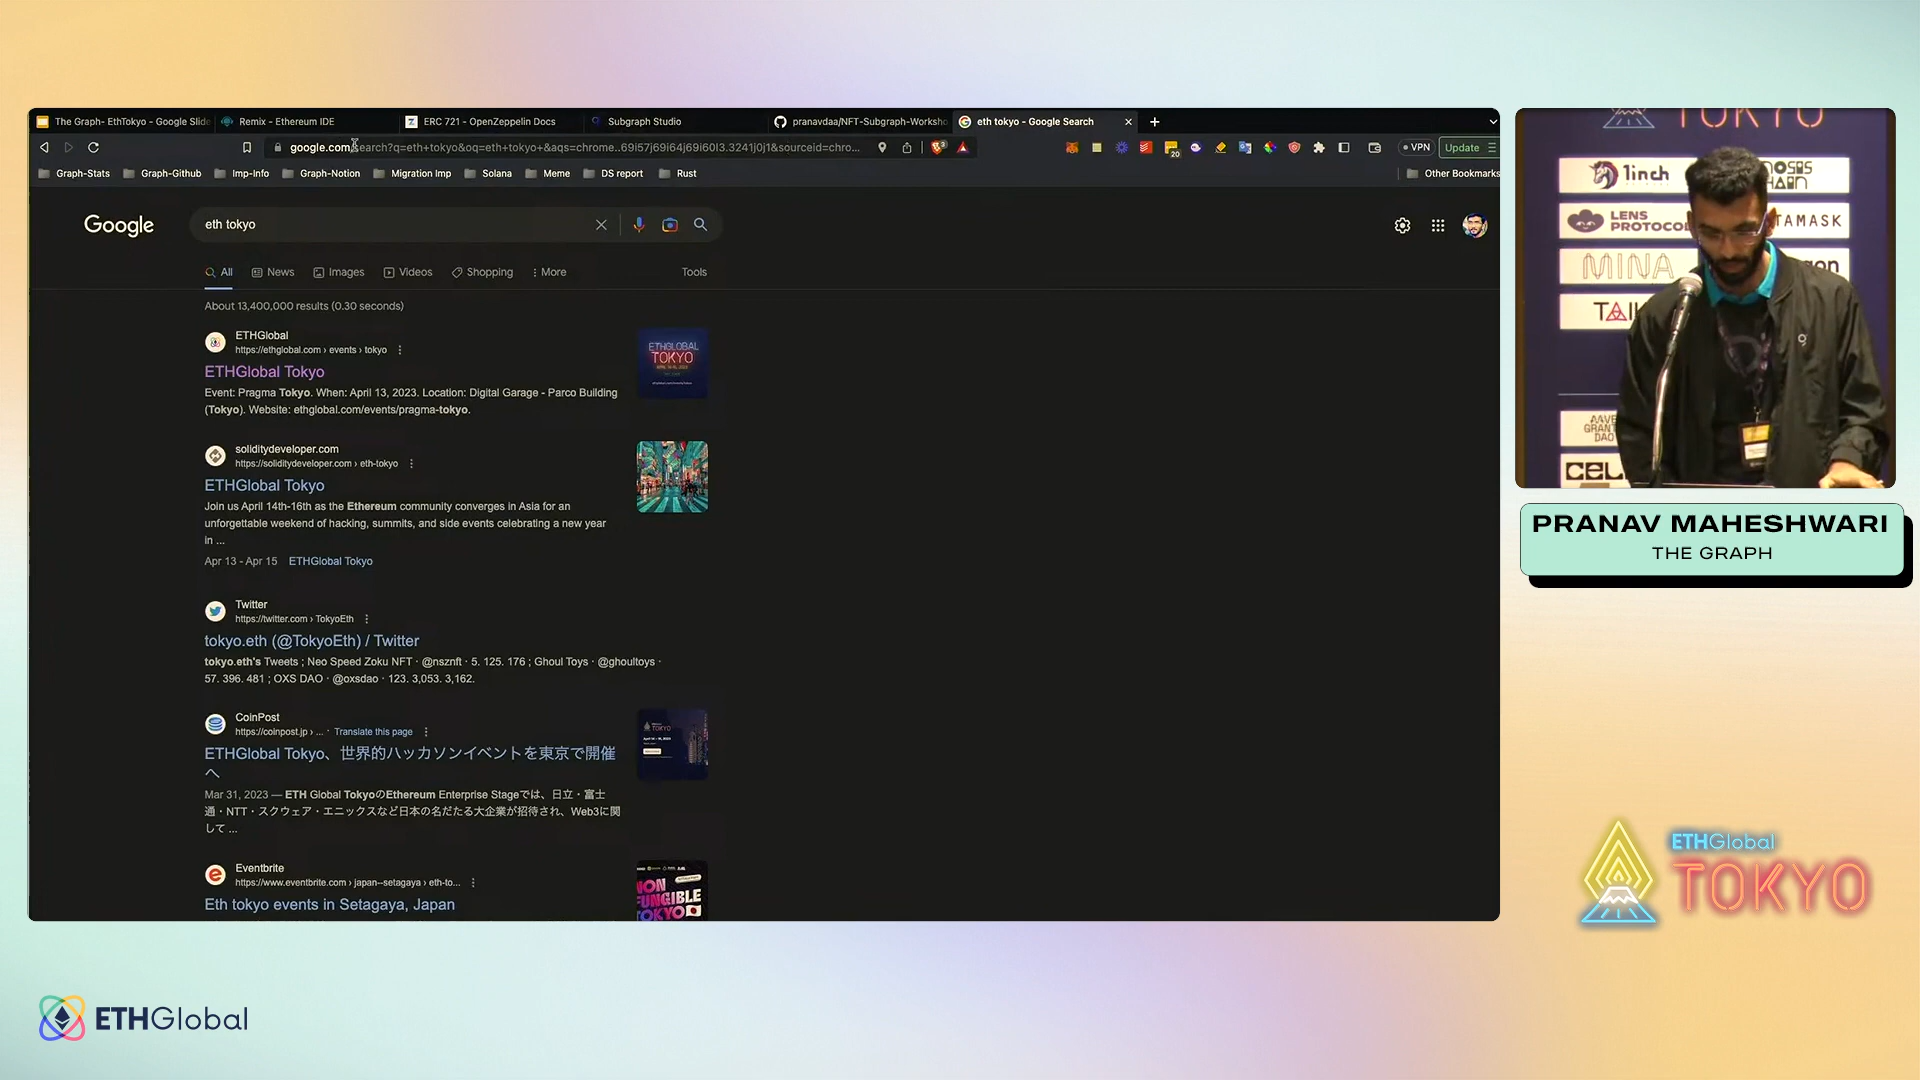 The Graph- EthTokyo - Google Slide
Remix - Ethereum IDE
ERC 721 - OpenZeppelin Docs
Subgraph Studio
pranavdaa/NFT-Subgraph-Worksho
eth tokyo - Google Search
google.com/search?q=eth+tokyo&oq=eth+tokyo+&aqs=chrome..69i57j69i64j69i60l3.3241j0j1&sourceid=chro...
20
VPN
Update
Graph-Stats
Graph-Github
Imp-Info
Graph-Notion
Migration Imp
Solana
Meme
DS report
Rust
Other Bookmarks
Google
eth tokyo
All
News
Images
Videos
Shopping
More
Tools
About 13,400,000 results (0.30 seconds)
ETHGlobal
https://ethglobal.com › events › tokyo
ETHGlobal Tokyo
Event: Pragma Tokyo. When: April 13, 2023. Location: Digital Garage - Parco Building
(Tokyo). Website: ethglobal.com/events/pragma-tokyo.
ETHGLOBAL
TOKYO
soliditydeveloper.com
https://soliditydeveloper.com › eth-tokyo
ETHGlobal Tokyo
Join us April 14th-16th as the Ethereum community converges in Asia for an
unforgettable weekend of hacking, summits, and side events celebrating a new year
in ...
Apr 13 - Apr 15 ETHGlobal Tokyo
Twitter
https://twitter.com › TokyoEth
tokyo.eth (@TokyoEth) / Twitter
tokyo.eth's Tweets ; Neo Speed Zoku NFT · @nsznft · 5. 125. 176 ; Ghoul Toys · @ghoultoys ·
57. 396. 481 ; OXS DAO · @oxsdao · 123. 3,053. 3,162.
CoinPost
https://coinpost.jp › ... · Translate this page
ETHGlobal Tokyo、世界的ハッカソンイベントを東京で開催
へ
Mar 31, 2023 — ETH Global TokyoのEthereum Enterprise Stageでは、日立・富士
通・NTT・スクウェア・エニックスなど日本の名だたる大企業が招待され、Web3に関
して ...
TOKYO
Eventbrite
https://www.eventbrite.com › japan--setagaya › eth-to...
Eth tokyo events in Setagaya, Japan
NON
FUNGIBLE
TOKYO
TOKYO
1inch
LENS
PROTOCOL
TAMASK
MINA
AAVE
GRANT
DAO
CEL
PRANAV MAHESHWARI
THE GRAPH
ETHGlobal
TOKYO
ETHGlobal